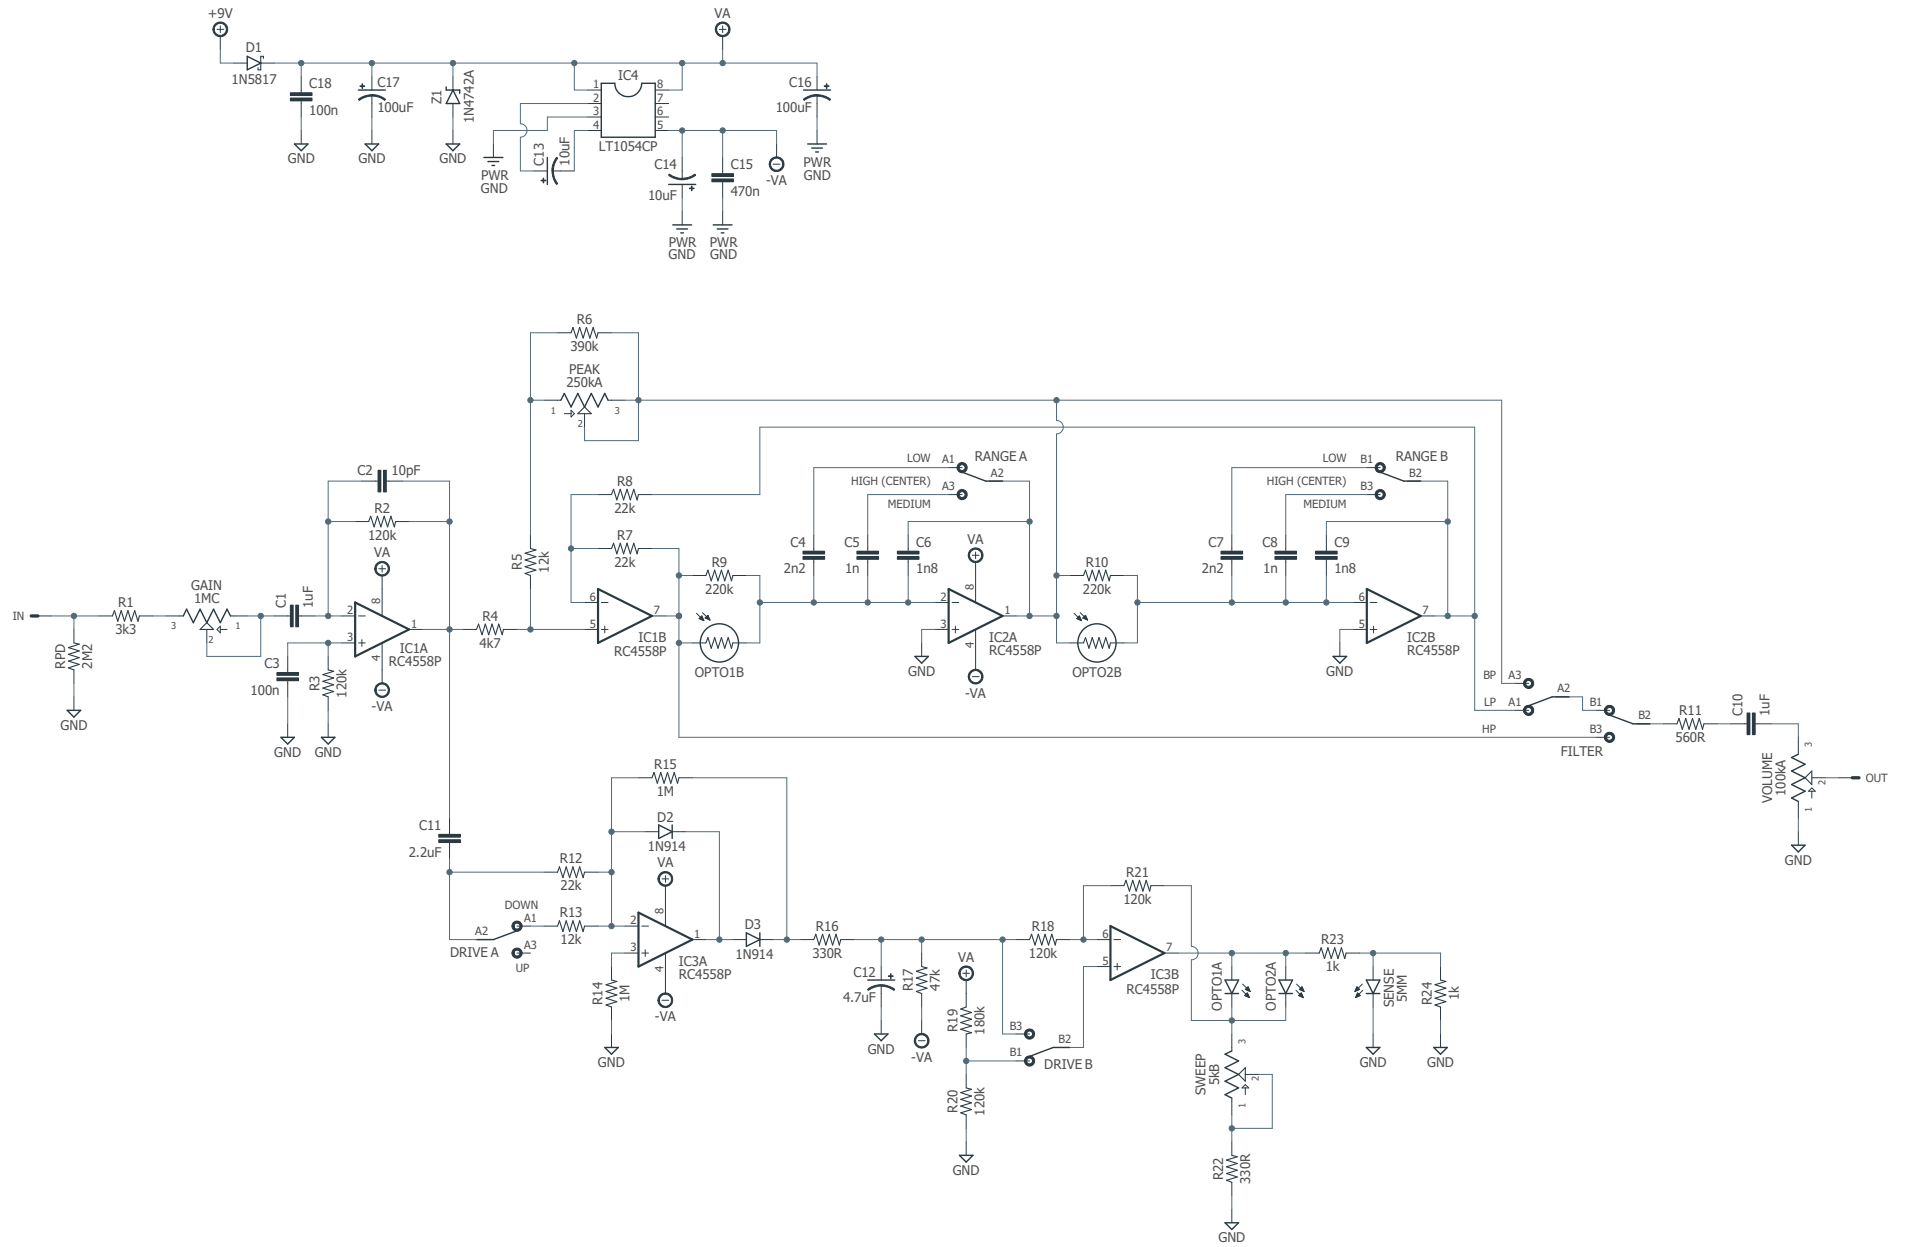 +9V
D1
1N5817
C18
100n
GND
C17
100uF
GND
Z1
1N4742A
GND
IC4
1
2
3
4
8
7
6
5
LT1054CP
PWR
GND
C13
10uF
C14
10uF
PWR
GND
C15
470n
PWR
GND
VA
-VA
C16
100uF
PWR
GND
R6
390k
PEAK
250kA
1
2
3
C2
10pF
R2
120k
VA
IN
RPD
2M2
GND
R1
3k3
GAIN
1MC
3
2
1
C1
1uF
C3
100n
GND
R3
120k
GND
2
3
8
4
1
IC1A
RC4558P
-VA
R4
4k7
R5
12k
R8
22k
R7
22k
6
5
7
IC1B
RC4558P
R9
220k
OPTO1B
LOW
A1
RANGE A
A2
HIGH (CENTER)
A3
MEDIUM
C4
2n2
C5
1n
C6
1n8
VA
2
3
8
4
1
IC2A
RC4558P
GND
-VA
R10
220k
OPTO2B
LOW
B1
RANGE B
B2
HIGH (CENTER)
B3
MEDIUM
C7
2n2
C8
1n
C9
1n8
6
5
7
IC2B
RC4558P
GND
BP
A3
LP
A1
A2
HP
B1
B2
B3
FILTER
R11
560R
C10
1uF
VOLUME
100kA
3
2
1
OUT
GND
C11
2.2uF
R15
1M
D2
1N914
VA
R12
22k
DOWN
A1
A2
A3
DRIVE A
UP
R13
12k
2
3
8
4
1
IC3A
RC4558P
R14
1M
GND
-VA
D3
1N914
R16
330R
C12
4.7uF
GND
R17
47k
-VA
VA
R19
180k
R20
120k
GND
R18
120k
B3
B1
B2
DRIVE B
R21
120k
6
5
7
IC3B
RC4558P
OPTO1A
OPTO2A
SWEEP
5kB
3
2
1
R22
330R
GND
R23
1k
SENSE
5MM
GND
R24
1k
GND